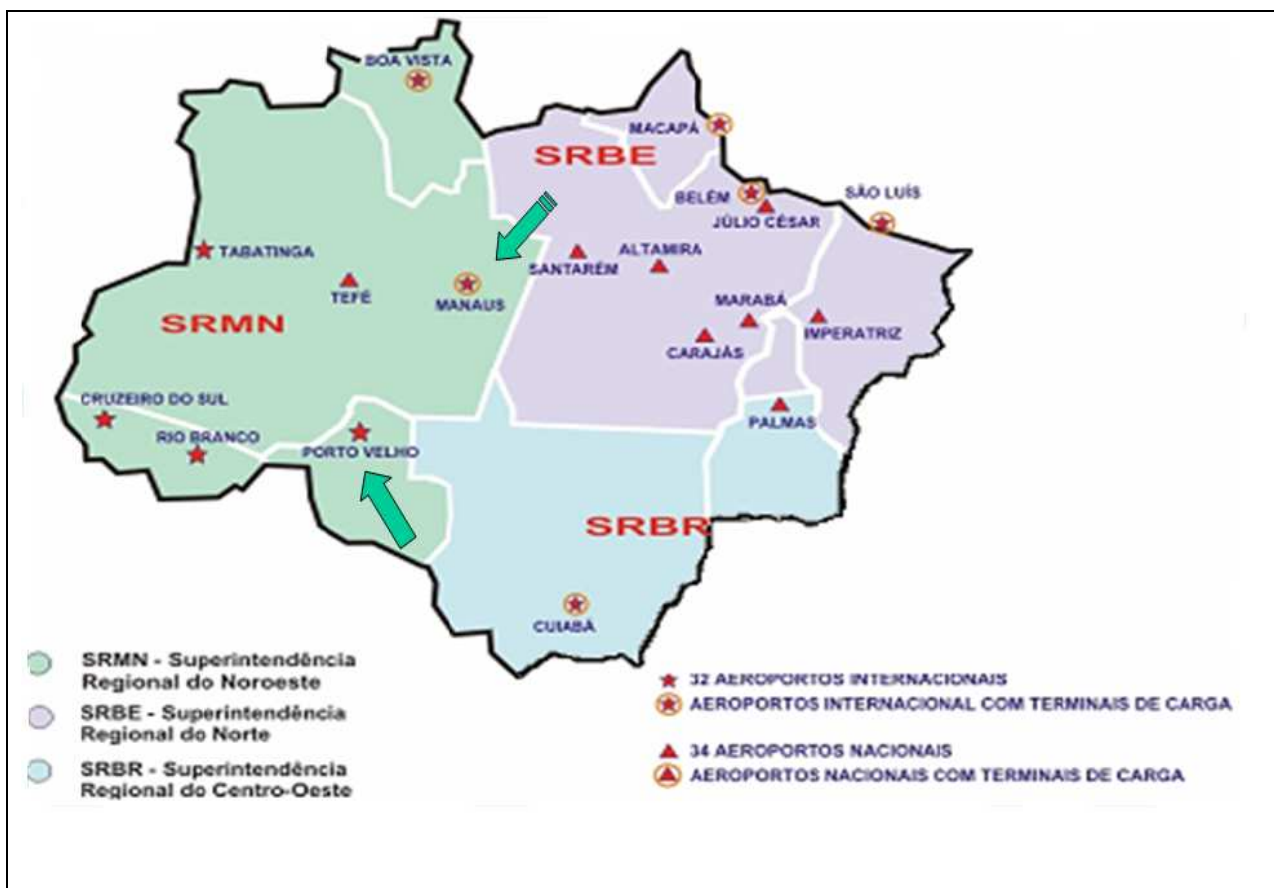 BOA VISTA
MACAPÁ
SRBE
BELÉM
SÃO LUÍS
JÚLIO CÉSAR
TABATINGA
ALTAMIRA
SANTARÉM
TEFÉ
MANAUS
MARABÁ
SRMN
IMPERATRIZ
CARAJÁS
CRUZEIRO DO SUL
PALMAS
RIO BRANCO
PORTO VELHO
SRBR
CUIABÁ
SRMN - Superintendência
Regional do Noroeste
SRBE - Superintendência
Regional do Norte
SRBR - Superintendência
Regional do Centro-Oeste
32 AEROPORTOS INTERNACIONAIS
AEROPORTOS INTERNACIONAL COM TERMINAIS DE CARGA
34 AEROPORTOS NACIONAIS
AEROPORTOS NACIONAIS COM TERMINAIS DE CARGA